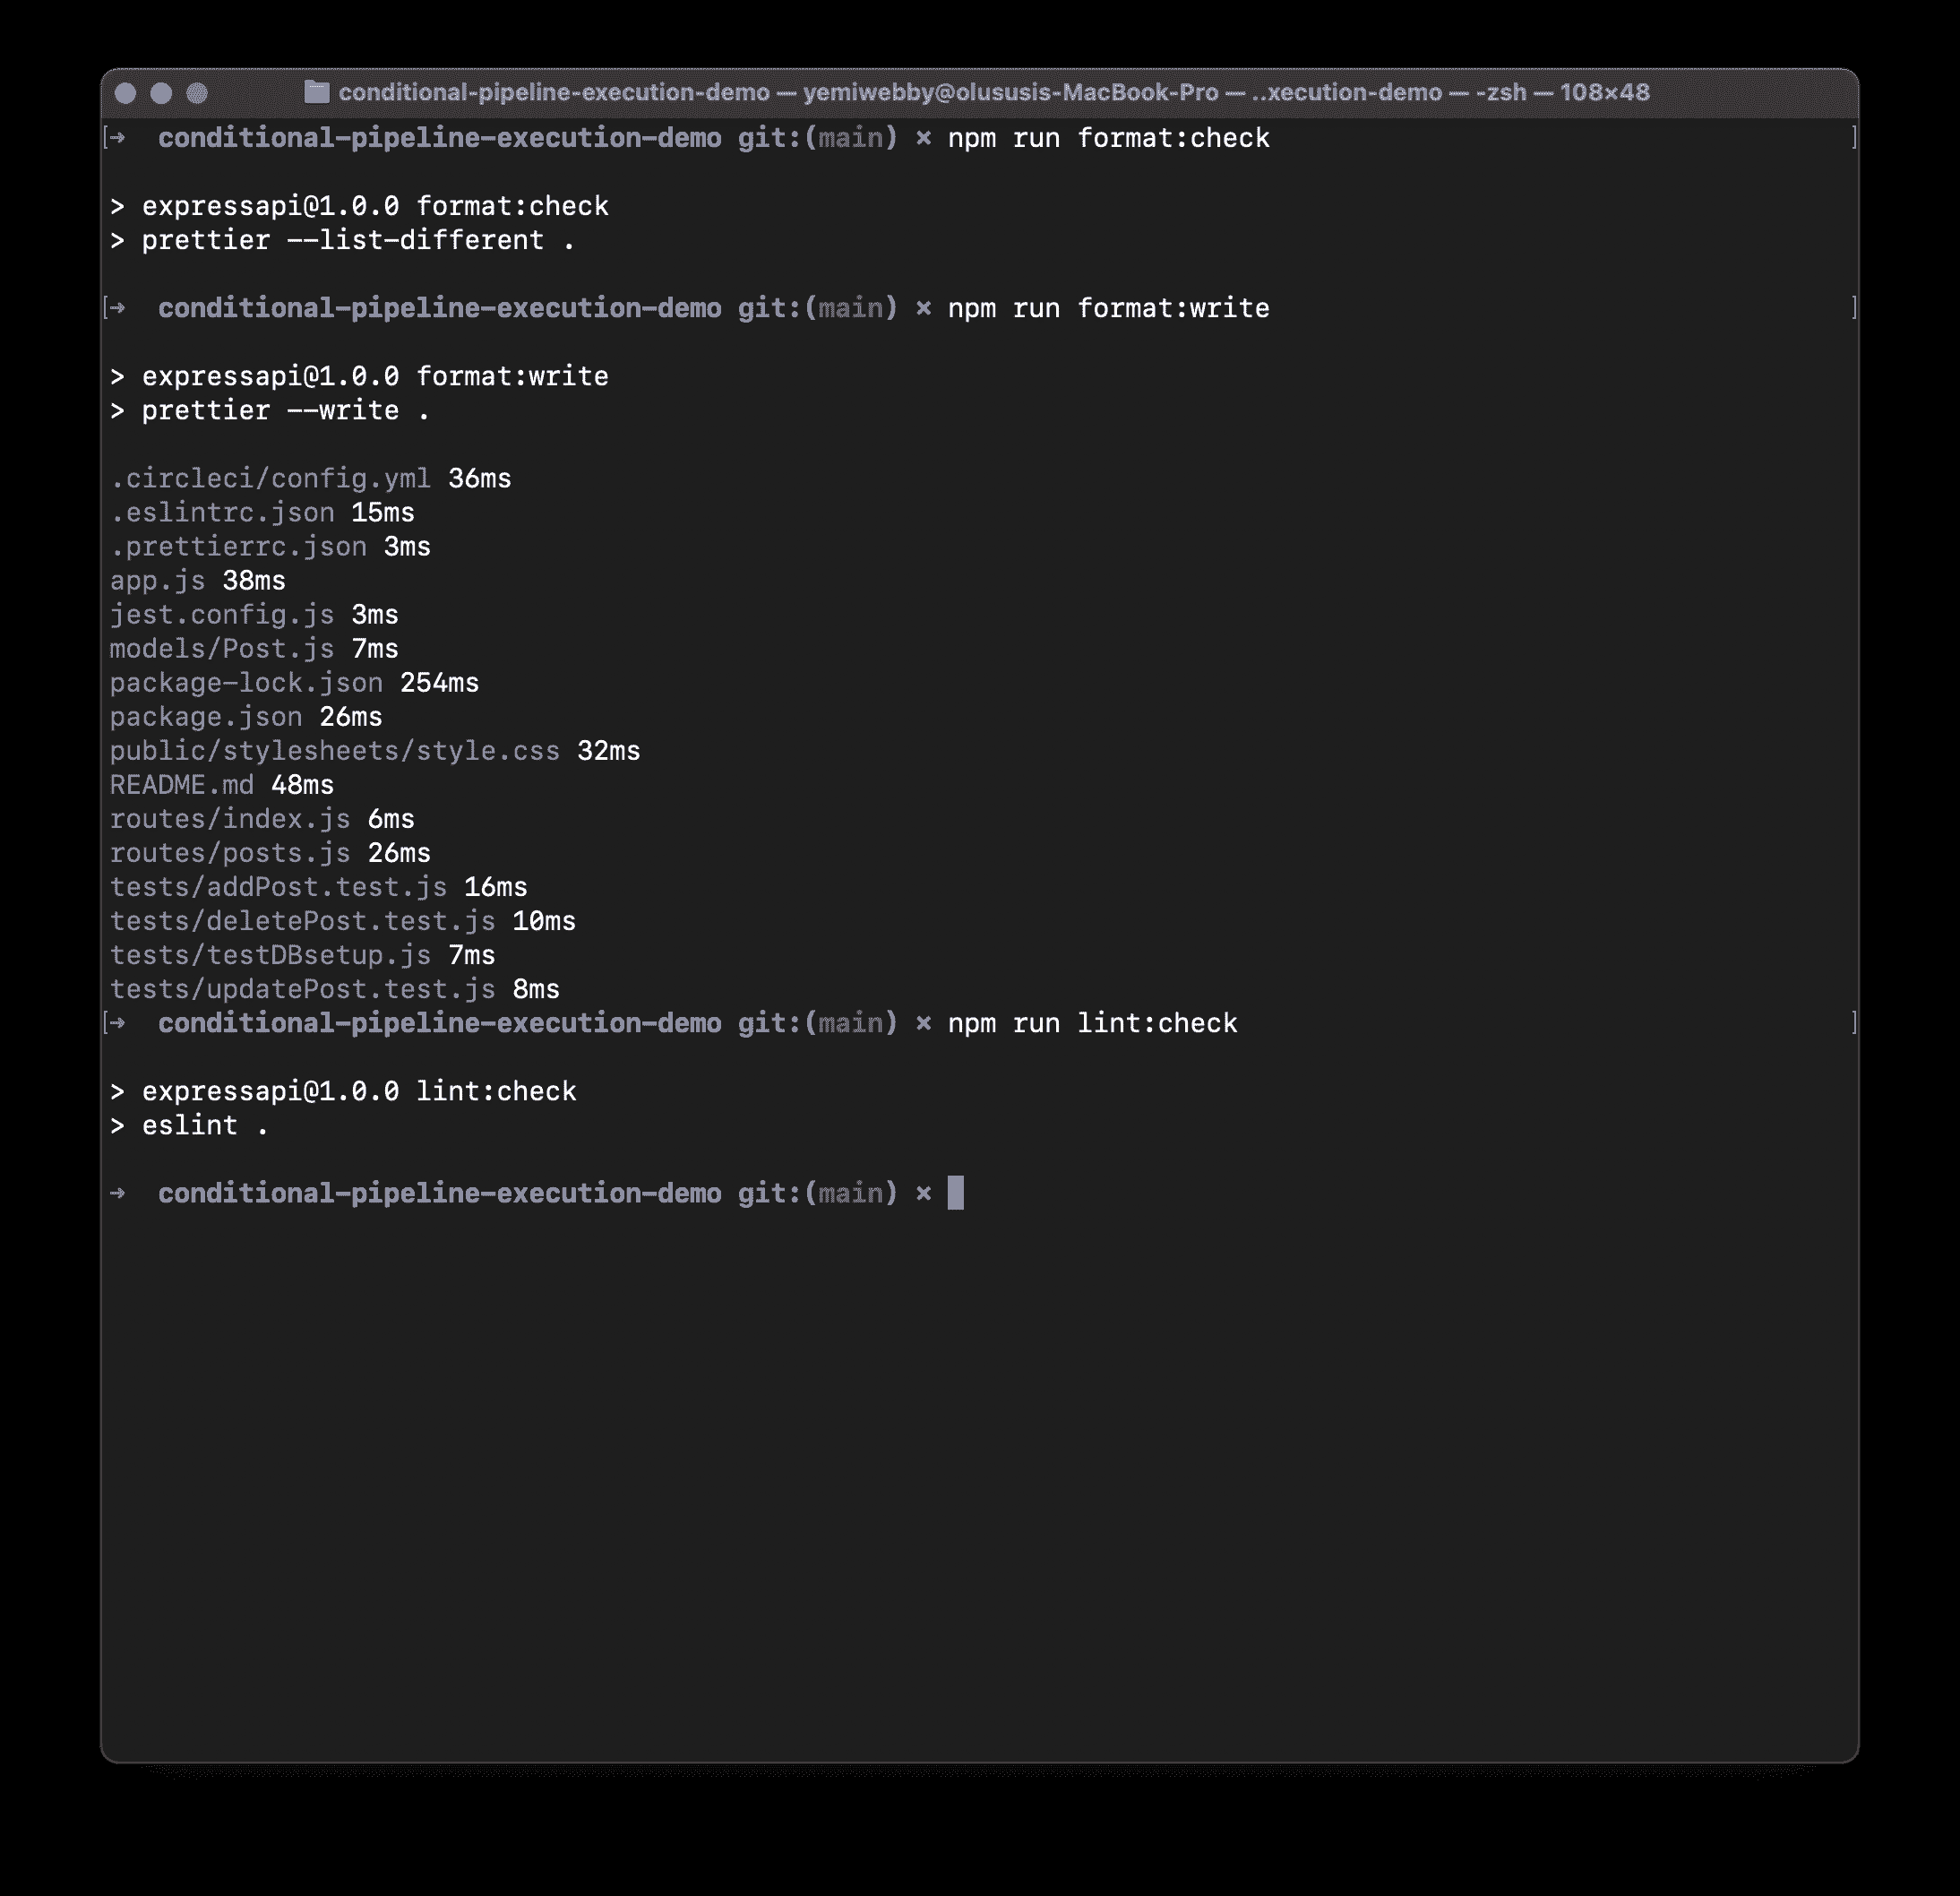 conditional-pipeline-execution-demo — yemiwebby@olususis-MacBook-Pro — ..xecution-demo — -zsh — 108×48
[→ conditional-pipeline-execution-demo git:(main) × npm run format:check ]
> expressapi@1.0.0 format:check
> prettier --list-different .
[→ conditional-pipeline-execution-demo git:(main) × npm run format:write ]
> expressapi@1.0.0 format:write
> prettier --write .
.circleci/config.yml 36ms
.eslintrc.json 15ms
.prettierrc.json 3ms
app.js 38ms
jest.config.js 3ms
models/Post.js 7ms
package-lock.json 254ms
package.json 26ms
public/stylesheets/style.css 32ms
README.md 48ms
routes/index.js 6ms
routes/posts.js 26ms
tests/addPost.test.js 16ms
tests/deletePost.test.js 10ms
tests/testDBsetup.js 7ms
tests/updatePost.test.js 8ms
[→ conditional-pipeline-execution-demo git:(main) × npm run lint:check ]
> expressapi@1.0.0 lint:check
> eslint .
→ conditional-pipeline-execution-demo git:(main) ×